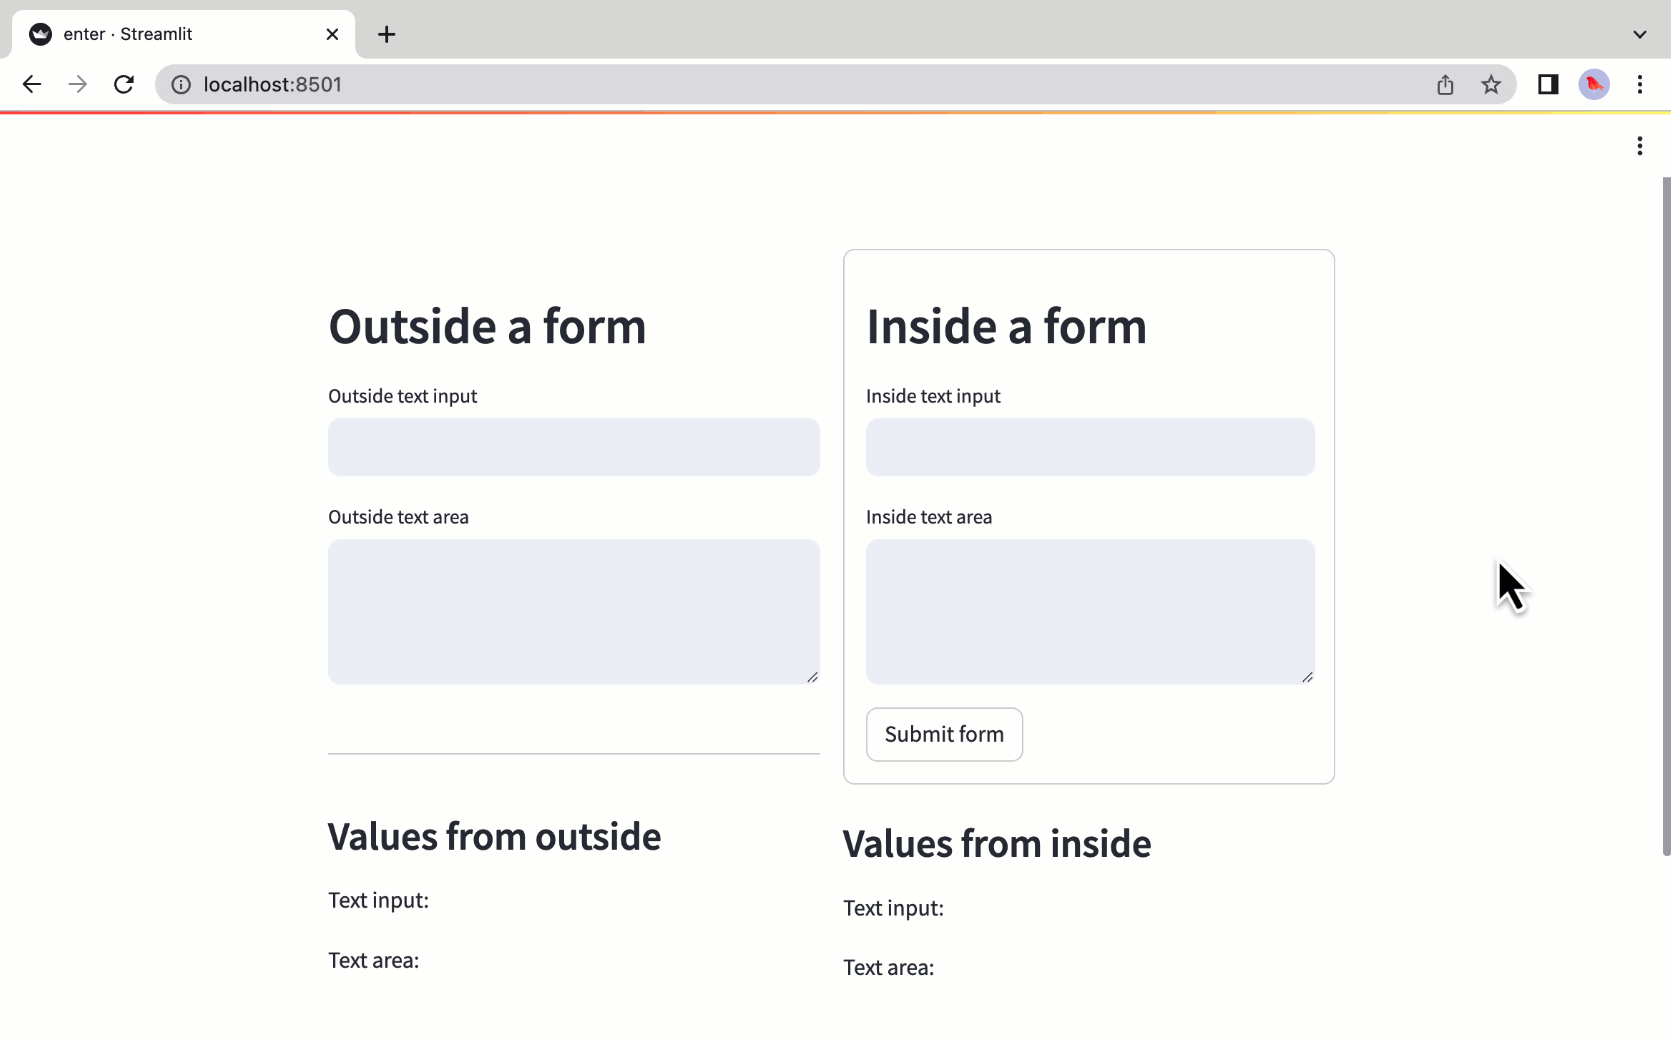 enter · Streamlit
localhost:8501
Outside a form
Outside text input
Outside text area
Values from outside
Text input:
Text area:
Inside a form
Inside text input
Inside text area
Submit form
Values from inside
Text input:
Text area: